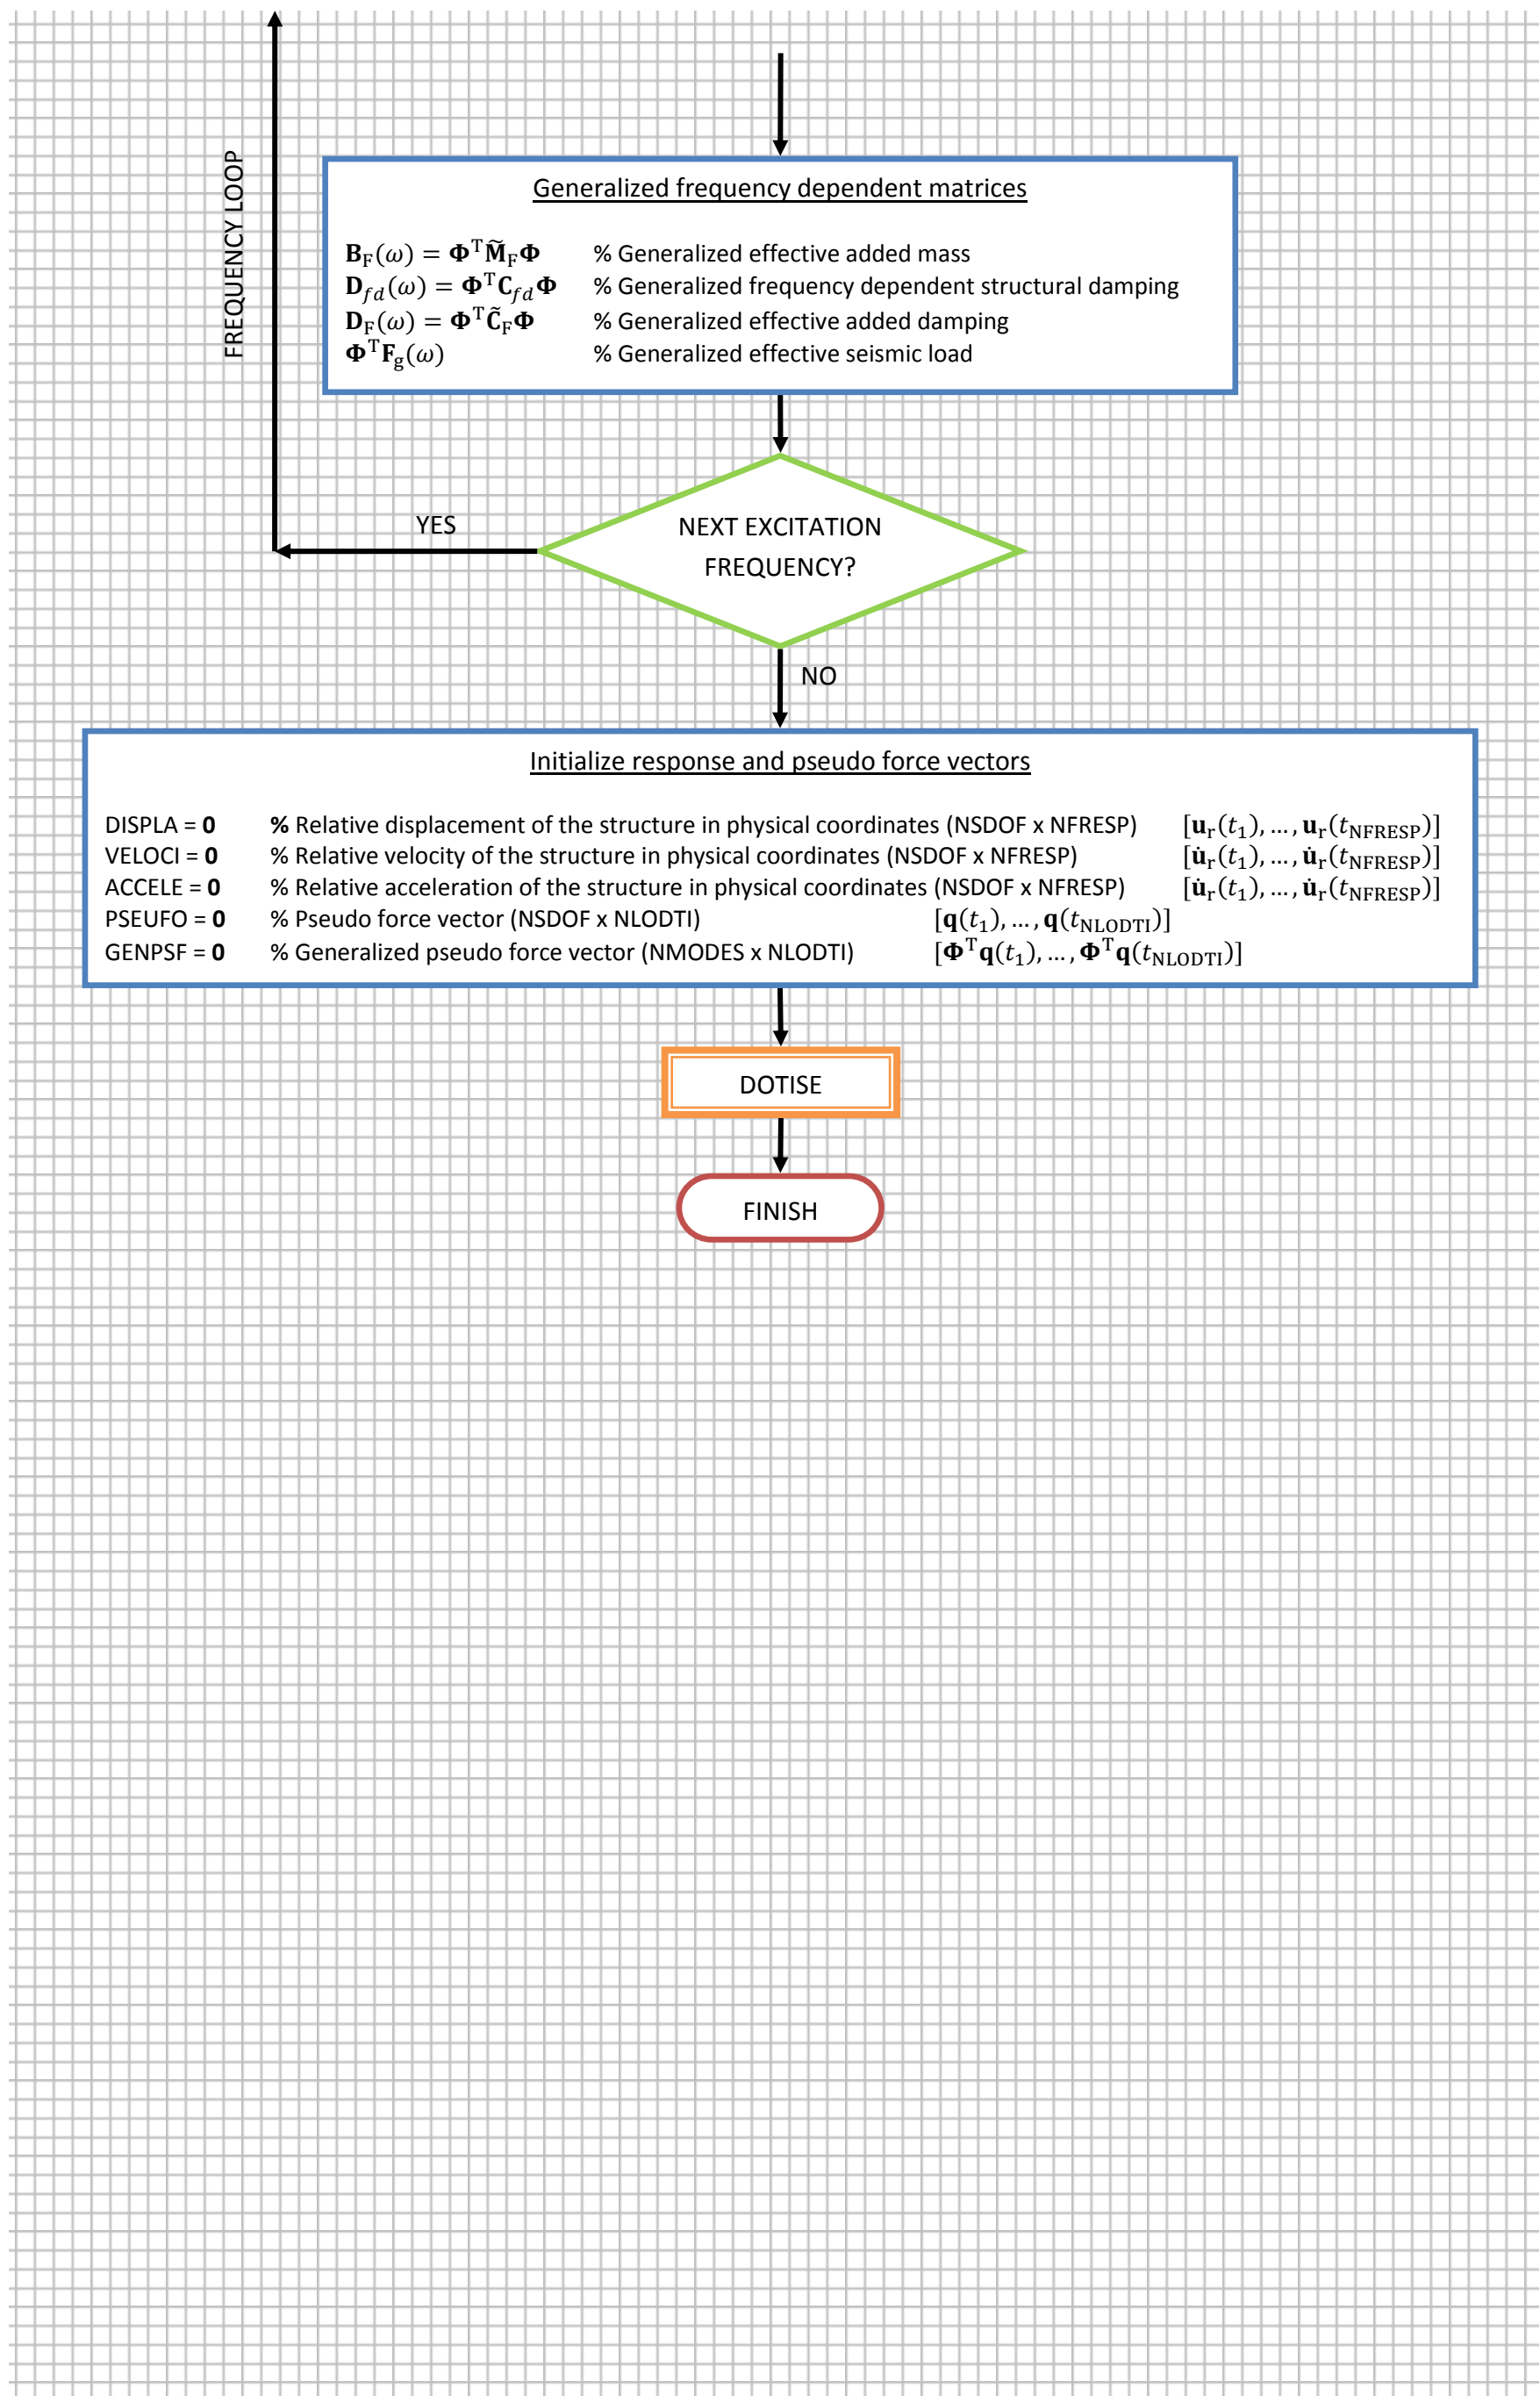 FREQUENCY LOOP
Generalized frequency dependent matrices
𝐁_F(𝜔) = 𝚽^T 𝐌̃_F 𝚽 % Generalized effective added mass
𝐃_𝑓𝑑(𝜔) = 𝚽^T 𝐂_𝑓𝑑 𝚽 % Generalized frequency dependent structural damping
𝐃_F(𝜔) = 𝚽^T 𝐂̃_F 𝚽 % Generalized effective added damping
𝚽^T 𝐅_g(𝜔) % Generalized effective seismic load
YES
NEXT EXCITATION
FREQUENCY?
NO
Initialize response and pseudo force vectors
DISPLA = 0 % Relative displacement of the structure in physical coordinates (NSDOF x NFRESP) [𝐮_r(𝑡_1), … , 𝐮_r(𝑡_NFRESP)]
VELOCI = 0 % Relative velocity of the structure in physical coordinates (NSDOF x NFRESP) [𝐮̇_r(𝑡_1), … , 𝐮̇_r(𝑡_NFRESP)]
ACCELE = 0 % Relative acceleration of the structure in physical coordinates (NSDOF x NFRESP) [𝐮̇_r(𝑡_1), … , 𝐮̇_r(𝑡_NFRESP)]
PSEUFO = 0 % Pseudo force vector (NSDOF x NLODTI) [𝐪(𝑡_1), … , 𝐪(𝑡_NLODTI)]
GENPSF = 0 % Generalized pseudo force vector (NMODES x NLODTI) [𝚽^T 𝐪(𝑡_1), … , 𝚽^T 𝐪(𝑡_NLODTI)]
DOTISE
FINISH